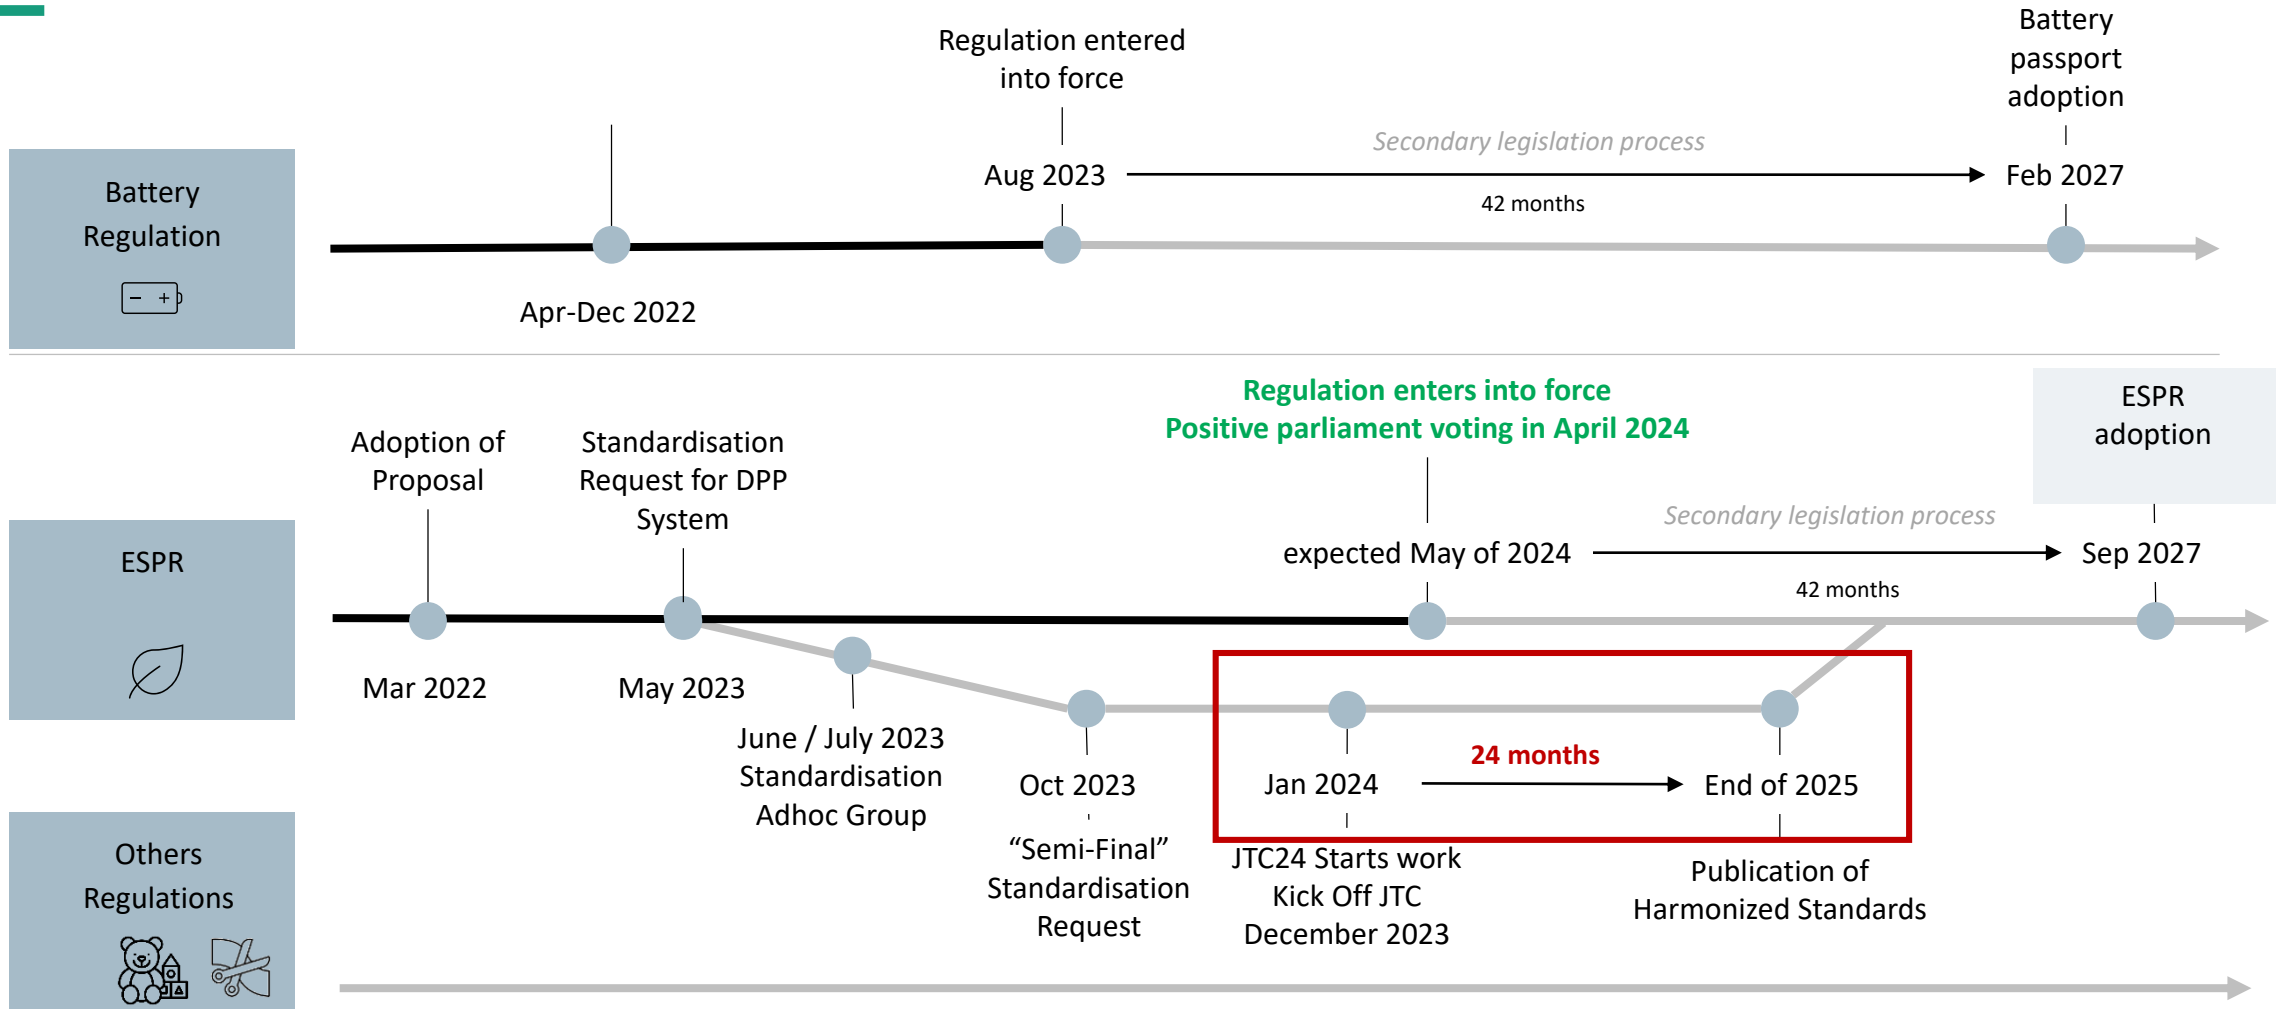 Battery
Regulation
Regulation entered
into force
Battery
passport
adoption
Secondary legislation process
Aug 2023
Feb 2027
42 months
Apr-Dec 2022
ESPR
Adoption of
Proposal
Standardisation
Request for DPP
System
Regulation enters into force
Positive parliament voting in April 2024
ESPR
adoption
Secondary legislation process
expected May of 2024
Sep 2027
42 months
Mar 2022
May 2023
June / July 2023
Standardisation
Adhoc Group
Oct 2023
“Semi-Final”
Standardisation
Request
24 months
Jan 2024
End of 2025
JTC24 Starts work
Kick Off JTC
December 2023
Publication of
Harmonized Standards
Others
Regulations